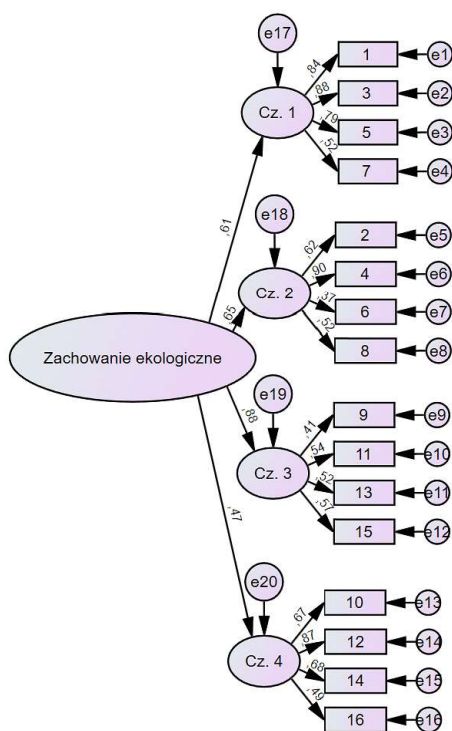 e17
1
e1
,84
,88
3
e2
Cz. 1
,79
5
e3
,52
7
e4
,61
e18
2
e5
,62
,90
4
e6
Cz. 2
,37
6
e7
,65
,52
8
e8
Zachowanie ekologiczne
,88
e19
9
e9
,41
,54
11
e10
Cz. 3
,52
13
e11
,57
15
e12
,47
e20
10
e13
,67
,87
12
e14
Cz. 4
,68
14
e15
,49
16
e16